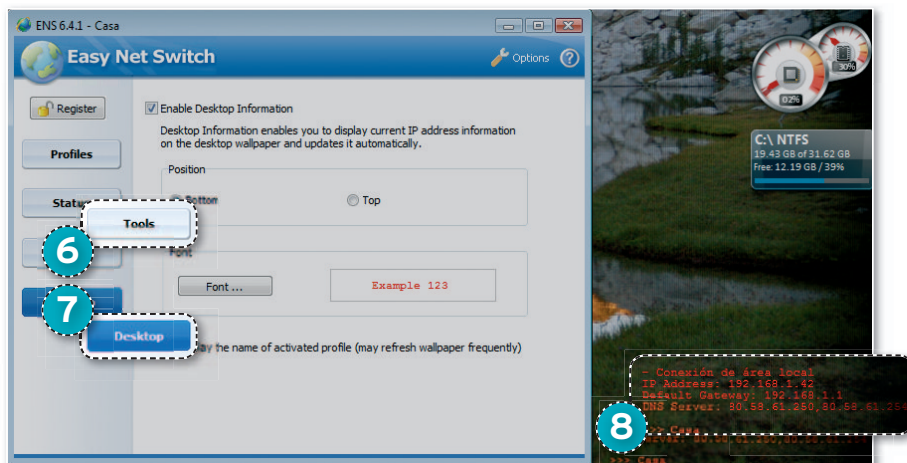 ENS 6.4.1 - Casa
Easy Net Switch
Options
Register
Enable Desktop Information
Desktop Information enables you to display current IP address information
on the desktop wallpaper and updates it automatically.
Profiles
Position
Status
Bottom
Top
Tools
6
Font
Font ...
Example 123
7
Desktop
the name of activated profile (may refresh wallpaper frequently)
30%
02%
C:\ NTFS
19.43 GB of 31.62 GB
Free: 12.19 GB / 39%
- Conexión de área local
IP Address: 192.168.1.42
Default Gateway: 192.168.1.1
DNS Server: 80.58.61.250,80.58.61.254
8
>>> Casa
>>> Casa